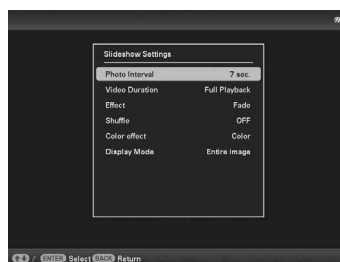 Slideshow Settings
Photo Interval 7 sec.
Video Duration Full Playback
Effect Fade
Shuffle OFF
Color effect Color
Display Mode Entire image
/ ENTER Select BACK Return